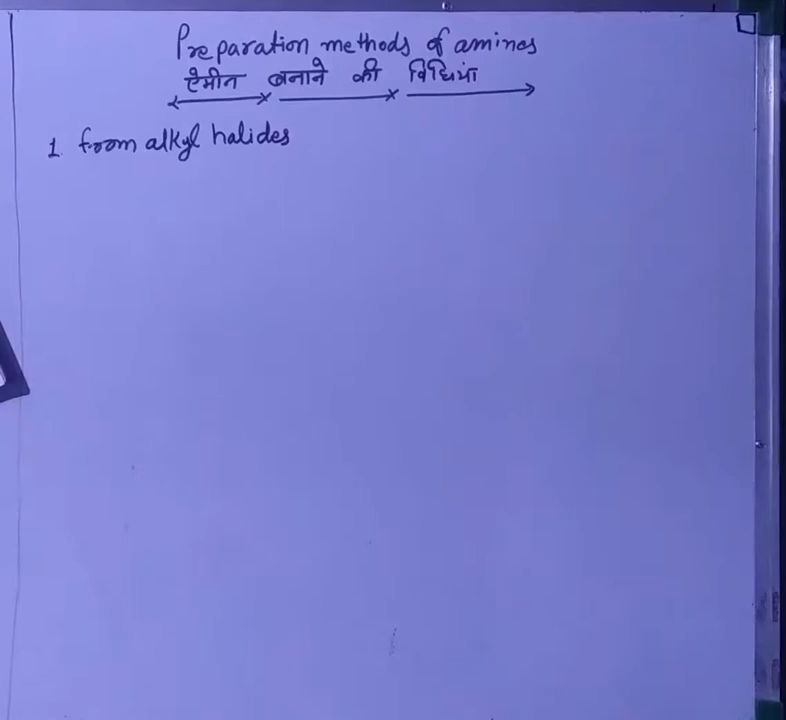 Preparation methods of amines
ऐमीन बनाने की विधियां
1. from alkyl halides